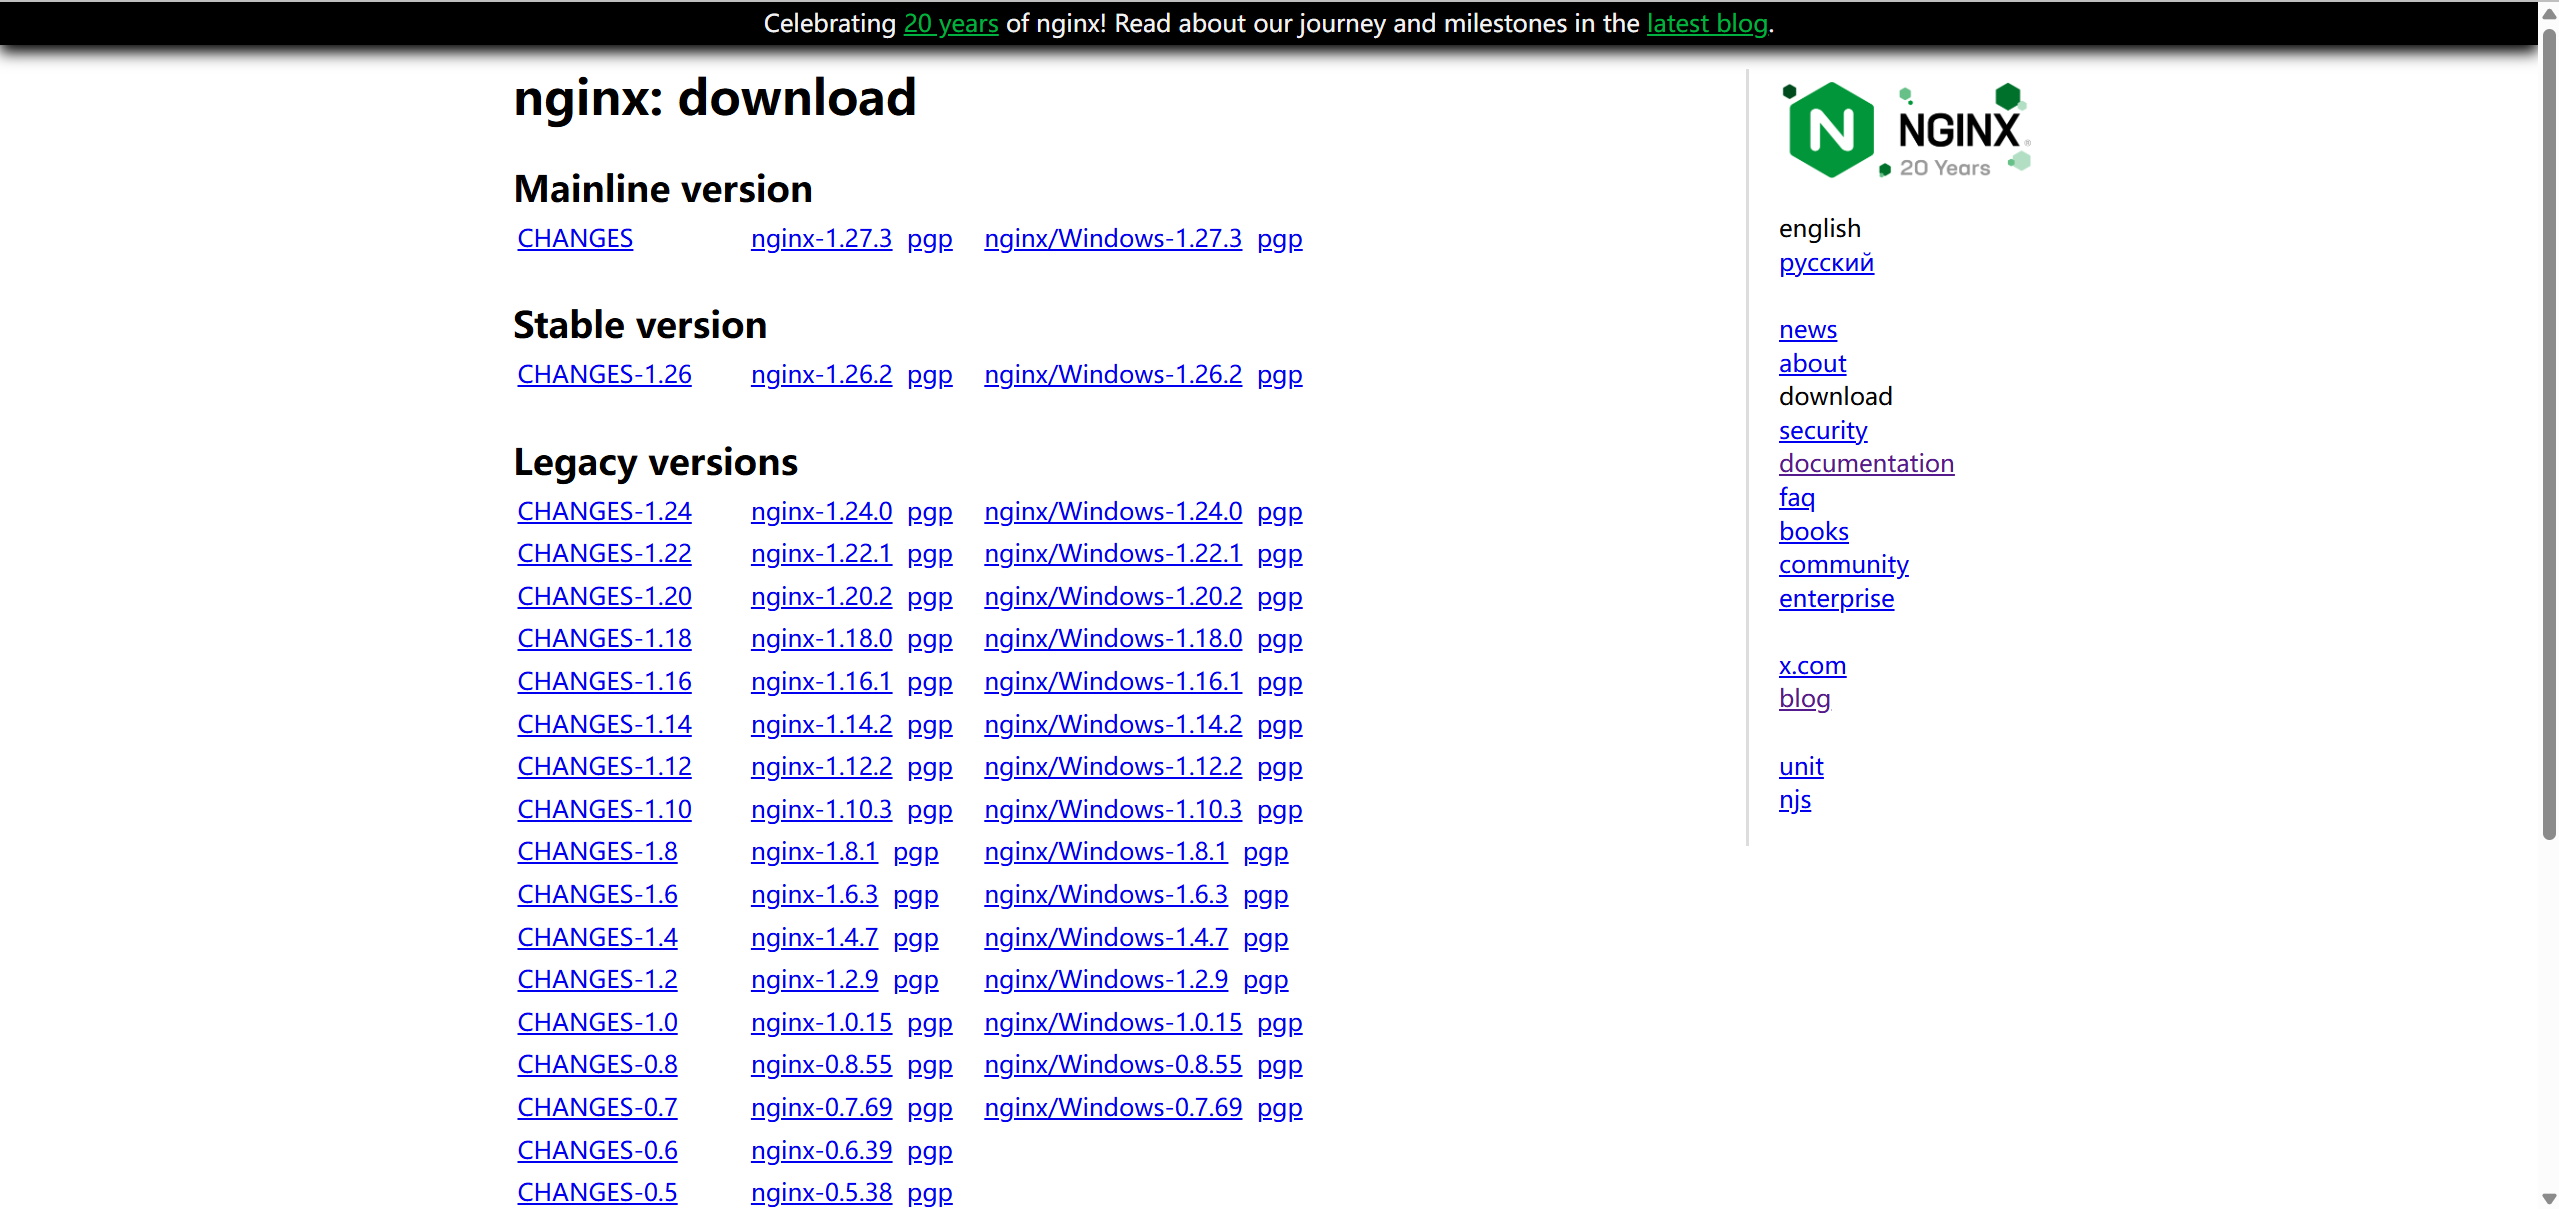 Celebrating 20 years of nginx! Read about our journey and milestones in the latest blog.
nginx: download
Mainline version
CHANGES nginx-1.27.3 pgp nginx/Windows-1.27.3 pgp
Stable version
CHANGES-1.26 nginx-1.26.2 pgp nginx/Windows-1.26.2 pgp
Legacy versions
CHANGES-1.24 nginx-1.24.0 pgp nginx/Windows-1.24.0 pgp
CHANGES-1.22 nginx-1.22.1 pgp nginx/Windows-1.22.1 pgp
CHANGES-1.20 nginx-1.20.2 pgp nginx/Windows-1.20.2 pgp
CHANGES-1.18 nginx-1.18.0 pgp nginx/Windows-1.18.0 pgp
CHANGES-1.16 nginx-1.16.1 pgp nginx/Windows-1.16.1 pgp
CHANGES-1.14 nginx-1.14.2 pgp nginx/Windows-1.14.2 pgp
CHANGES-1.12 nginx-1.12.2 pgp nginx/Windows-1.12.2 pgp
CHANGES-1.10 nginx-1.10.3 pgp nginx/Windows-1.10.3 pgp
CHANGES-1.8 nginx-1.8.1 pgp nginx/Windows-1.8.1 pgp
CHANGES-1.6 nginx-1.6.3 pgp nginx/Windows-1.6.3 pgp
CHANGES-1.4 nginx-1.4.7 pgp nginx/Windows-1.4.7 pgp
CHANGES-1.2 nginx-1.2.9 pgp nginx/Windows-1.2.9 pgp
CHANGES-1.0 nginx-1.0.15 pgp nginx/Windows-1.0.15 pgp
CHANGES-0.8 nginx-0.8.55 pgp nginx/Windows-0.8.55 pgp
CHANGES-0.7 nginx-0.7.69 pgp nginx/Windows-0.7.69 pgp
CHANGES-0.6 nginx-0.6.39 pgp
CHANGES-0.5 nginx-0.5.38 pgp
N NGINX®
20 Years
english
русский
news
about
download
security
documentation
faq
books
community
enterprise
x.com
blog
unit
njs